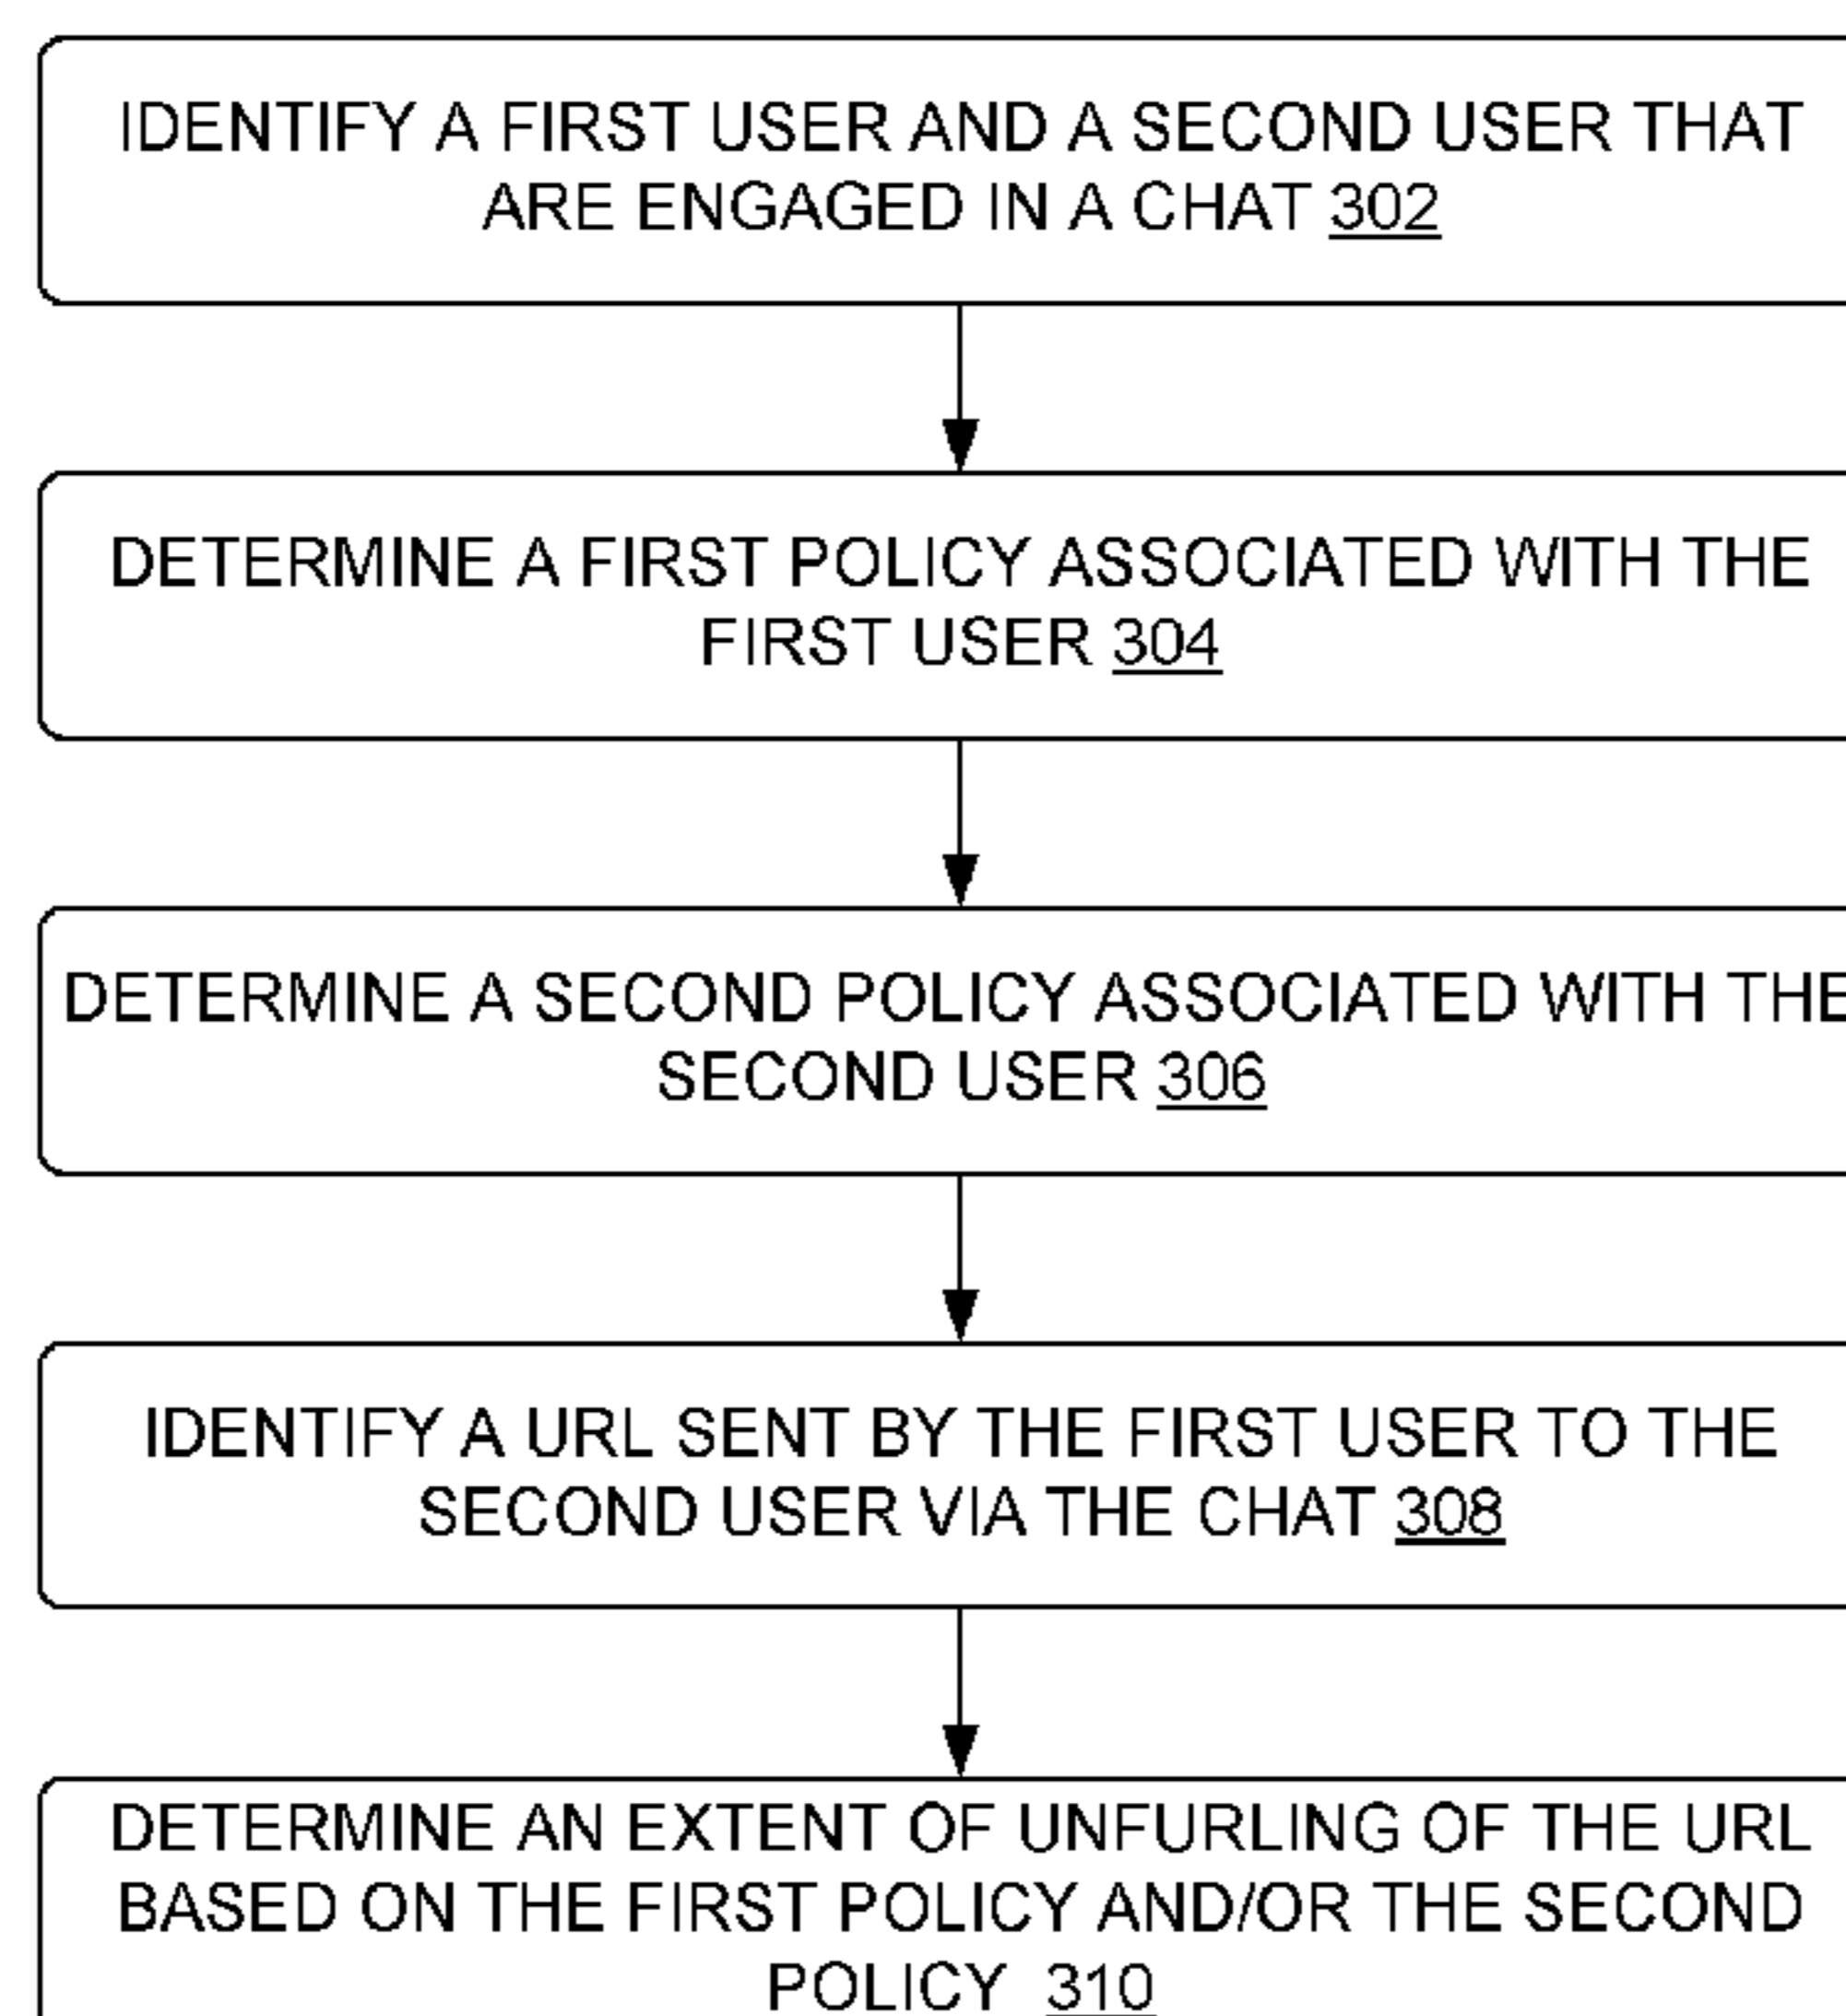 IDENTIFY A FIRST USER AND A SECOND USER THAT
ARE ENGAGED IN A CHAT 302
DETERMINE A FIRST POLICY ASSOCIATED WITH THE
FIRST USER 304
DETERMINE A SECOND POLICY ASSOCIATED WITH THE
SECOND USER 306
IDENTIFY A URL SENT BY THE FIRST USER TO THE
SECOND USER VIA THE CHAT 308
DETERMINE AN EXTENT OF UNFURLING OF THE URL
BASED ON THE FIRST POLICY AND/OR THE SECOND
POLICY 310